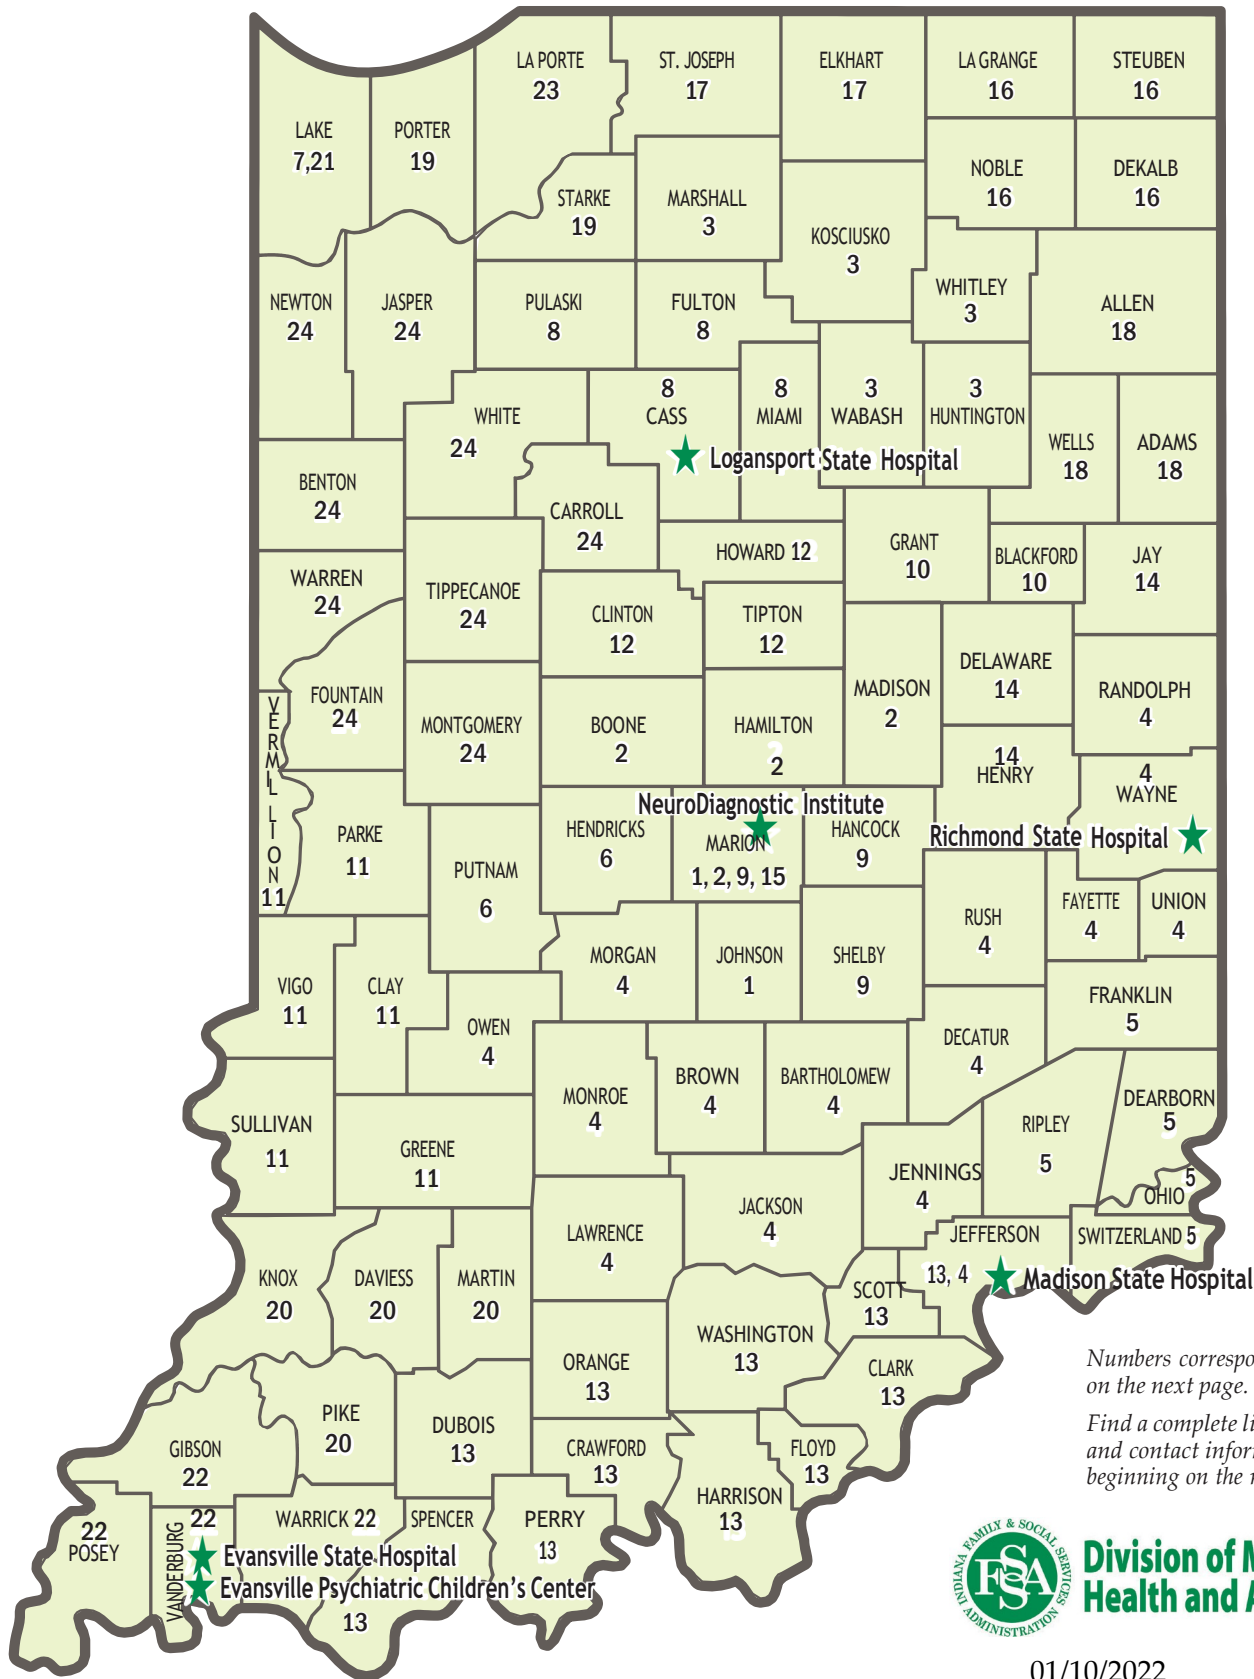 LA PORTE
23
ST. JOSEPH
17
ELKHART
17
LA GRANGE
16
STEUBEN
16
LAKE
7,21
PORTER
19
NOBLE
16
DEKALB
16
STARKE
19
MARSHALL
3
KOSCIUSKO
3
WHITLEY
3
ALLEN
18
NEWTON
24
JASPER
24
PULASKI
8
FULTON
8
WHITE
24
8
CASS
8
MIAMI
3
WABASH
3
HUNTINGTON
WELLS
18
ADAMS
18
Logansport State Hospital
BENTON
24
CARROLL
24
HOWARD 12
GRANT
10
BLACKFORD
10
JAY
14
WARREN
24
TIPPECANOE
24
CLINTON
12
TIPTON
12
MADISON
2
DELAWARE
14
RANDOLPH
4
FOUNTAIN
24
VERMILLION
11
MONTGOMERY
24
BOONE
2
HAMILTON
2
14
HENRY
4
WAYNE
NeuroDiagnostic Institute
Richmond State Hospital
PARKE
11
PUTNAM
6
HENDRICKS
6
MARION
1, 2, 9, 15
HANCOCK
9
RUSH
4
FAYETTE
4
UNION
4
VIGO
11
CLAY
11
OWEN
4
MORGAN
4
JOHNSON
1
SHELBY
9
FRANKLIN
5
DECATUR
4
SULLIVAN
11
GREENE
11
MONROE
4
BROWN
4
BARTHOLOMEW
4
RIPLEY
5
DEARBORN
5
5
OHIO
JENNINGS
4
JACKSON
4
LAWRENCE
4
JEFFERSON
13, 4
SWITZERLAND 5
Madison State Hospital
KNOX
20
DAVIESS
20
MARTIN
20
SCOTT
13
WASHINGTON
13
ORANGE
13
CLARK
13
PIKE
20
DUBOIS
13
CRAWFORD
13
FLOYD
13
HARRISON
13
GIBSON
22
22
POSEY
22
VANDERBURG
WARRICK 22
SPENCER
13
PERRY
13
Evansville State Hospital
Evansville Psychiatric Children's Center
Numbers
on the next page.
Find a complete
and contact
beginning on the
INDIANA FAMILY & SOCIAL SERVICES ADMINISTRATION
FSSA
Division of
Health and
01/10/2022